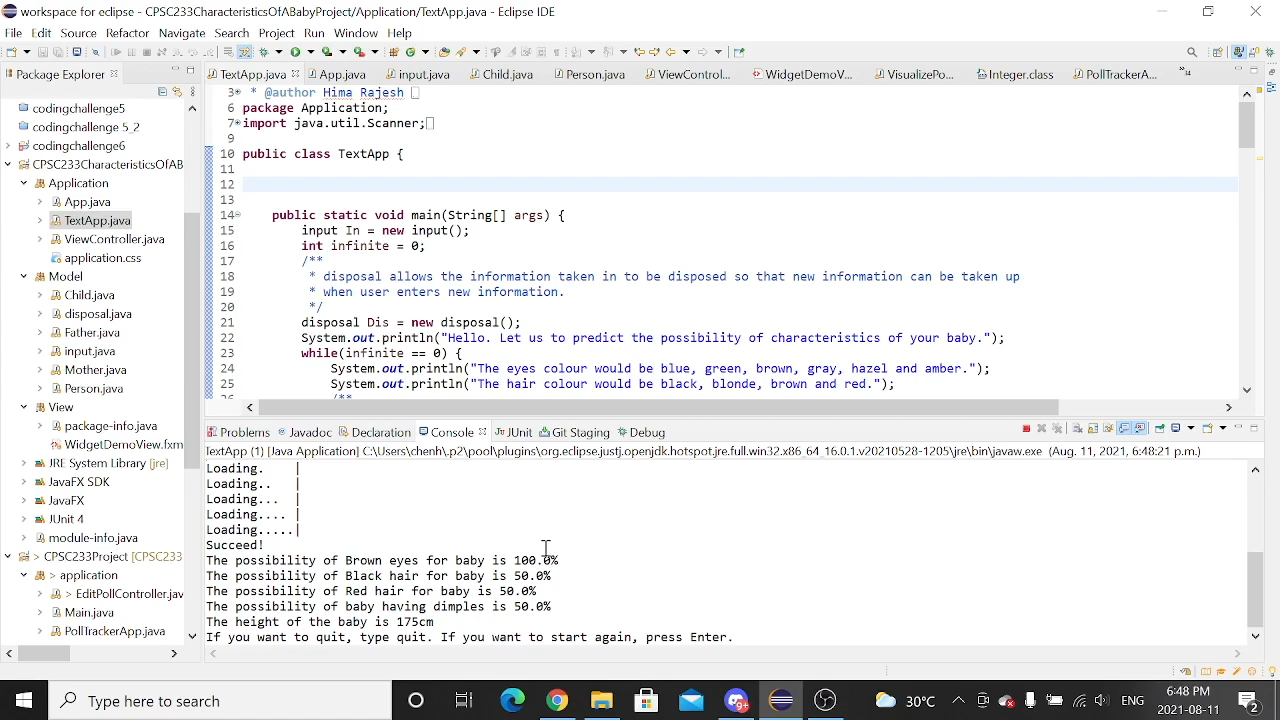 workspace for eclipse - CPSC233CharacteristicsOfABabyProject/Application/TextApp.java - Eclipse IDE
File Edit Source Refactor Navigate Search Project Run Window Help
Package Explorer
TextApp.java App.java input.java Child.java Person.java ViewControl... WidgetDemoV... VisualizePo... Integer.class PollTrackerA...
codingchallenge5
codingchallenge 5_2
codingchallenge6
CPSC233CharacteristicsOfAB
Application
App.java
TextApp.java
ViewController.java
application.css
Model
Child.java
disposal.java
Father.java
input.java
Mother.java
Person.java
View
package-info.java
WidgetDemoView.fxm
JRE System Library [jre]
JavaFX SDK
JavaFX
JUnit 4
module-info.java
> CPSC233Project [CPSC233
> application
> EditPollController.jav
Main.java
PollTrackerApp.java
3 * @author Hima Rajesh
6 package Application;
7 import java.util.Scanner;
9
10 public class TextApp {
11
12
13
14 public static void main(String[] args) {
15 input In = new input();
16 int infinite = 0;
17 /**
18 * disposal allows the information taken in to be disposed so that new information can be taken up
19 * when user enters new information.
20 */
21 disposal Dis = new disposal();
22 System.out.println("Hello. Let us to predict the possibility of characteristics of your baby.");
23 while(infinite == 0) {
24 System.out.println("The eyes colour would be blue, green, brown, gray, hazel and amber.");
25 System.out.println("The hair colour would be black, blonde, brown and red.");
26 /**
Problems Javadoc Declaration Console JUnit Git Staging Debug
TextApp (1) [Java Application] C:\Users\chenh\.p2\pool\plugins\org.eclipse.justj.openjdk.hotspot.jre.full.win32.x86_64_16.0.1.v20210528-1205\jre\bin\javaw.exe (Aug. 11, 2021, 6:48:21 p.m.)
Loading. |
Loading.. |
Loading... |
Loading.... |
Loading.....|
Succeed!
The possibility of Brown eyes for baby is 100.0%
The possibility of Black hair for baby is 50.0%
The possibility of Red hair for baby is 50.0%
The possibility of baby having dimples is 50.0%
The height of the baby is 175cm
If you want to quit, type quit. If you want to start again, press Enter.
Type here to search
30°C
ENG
6:48 PM
2021-08-11
2